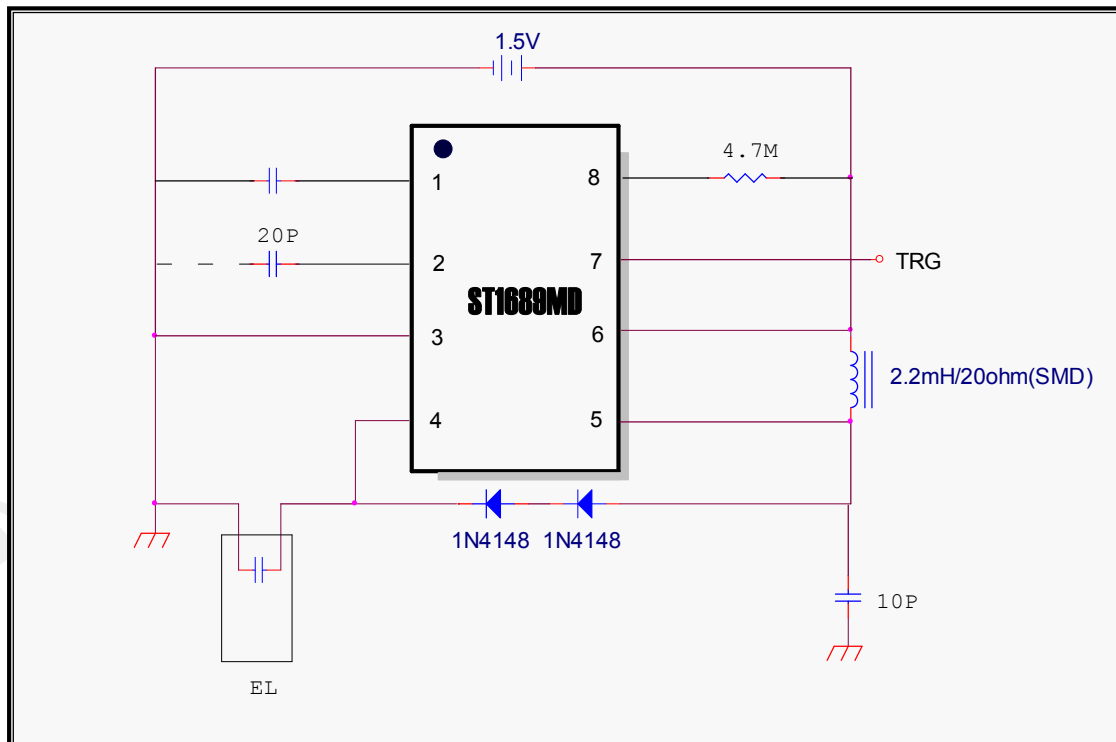 1.5V
4.7M
1
8
20P
2
7
TRG
ST1689MD
3
6
2.2mH/20ohm(SMD)
4
5
1N4148
1N4148
10P
EL